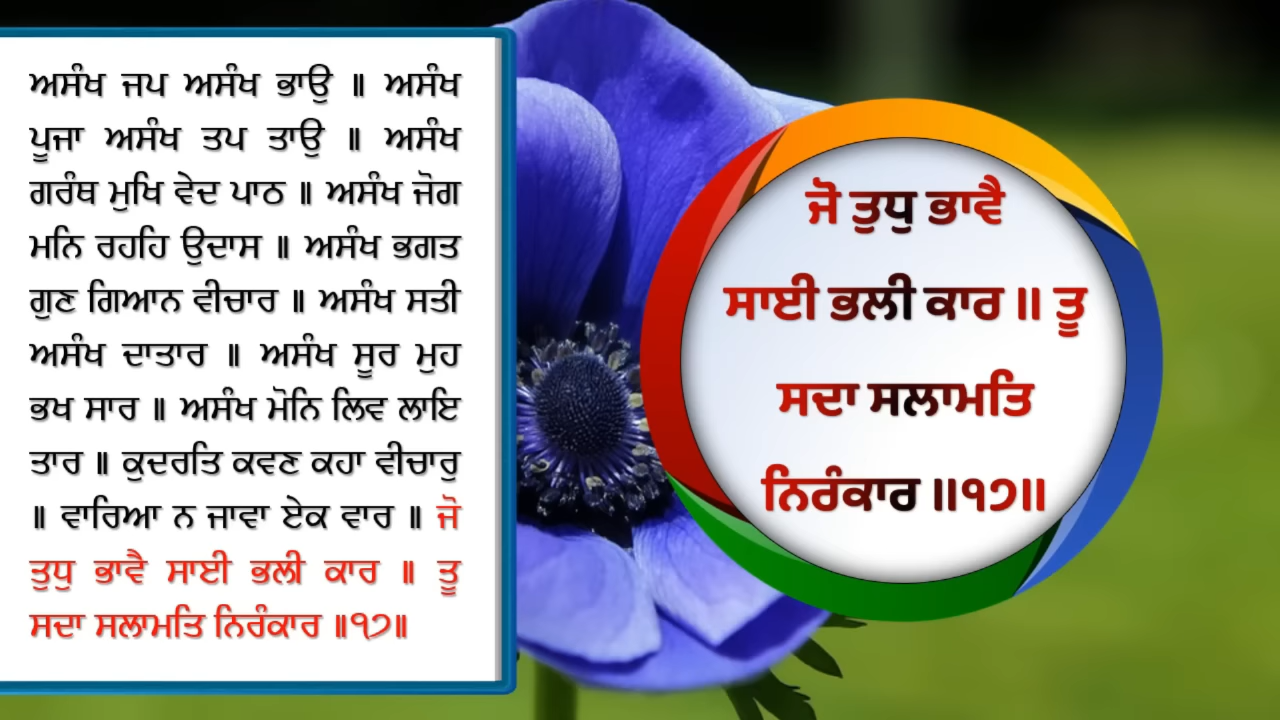 ਅਸੰਖ ਜਪ ਅਸੰਖ ਭਾਉ ॥ ਅਸੰਖ
ਪੂਜਾ ਅਸੰਖ ਤਪ ਤਾਉ ॥ ਅਸੰਖ
ਗਰੰਥ ਮੁਖਿ ਵੇਦ ਪਾਠ ॥ ਅਸੰਖ ਜੋਗ
ਮਨਿ ਰਹਹਿ ਉਦਾਸ ॥ ਅਸੰਖ ਭਗਤ
ਗੁਣ ਗਿਆਨ ਵੀਚਾਰ ॥ ਅਸੰਖ ਸਤੀ
ਅਸੰਖ ਦਾਤਾਰ ॥ ਅਸੰਖ ਸੂਰ ਮੁਹ
ਭਖ ਸਾਰ ॥ ਅਸੰਖ ਮੋਨਿ ਲਿਵ ਲਾਇ
ਤਾਰ ॥ ਕੁਦਰਤਿ ਕਵਣ ਕਹਾ ਵੀਚਾਰੁ
॥ ਵਾਰਿਆ ਨ ਜਾਵਾ ਏਕ ਵਾਰ ॥ ਜੋ
ਤੁਧੁ ਭਾਵੈ ਸਾਈ ਭਲੀ ਕਾਰ ॥ ਤੂ
ਸਦਾ ਸਲਾਮਤਿ ਨਿਰੰਕਾਰ ॥੧੭॥
ਜੋ ਤੁਧੁ ਭਾਵੈ
ਸਾਈ ਭਲੀ ਕਾਰ ॥ ਤੂ
ਸਦਾ ਸਲਾਮਤਿ
ਨਿਰੰਕਾਰ ॥੧੭॥